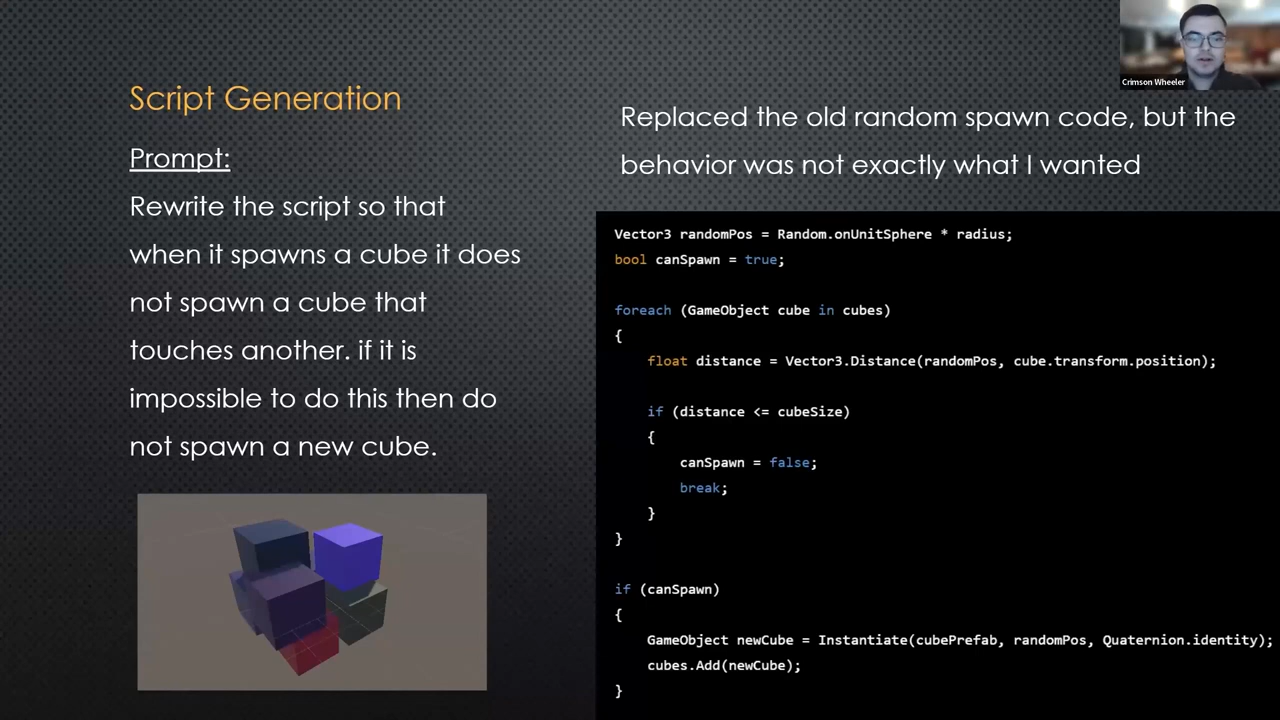 Script Generation
Prompt:
Rewrite the script so that
when it spawns a cube it does
not spawn a cube that
touches another. if it is
impossible to do this then do
not spawn a new cube.
Crimson Wheeler
Replaced the old random spawn code, but the
behavior was not exactly what I wanted
Vector3 randomPos = Random.onUnitSphere * radius;
bool canSpawn = true;
foreach (GameObject cube in cubes)
{
float distance = Vector3.Distance(randomPos, cube.transform.position);
if (distance <= cubeSize)
{
canSpawn = false;
break;
}
}
if (canSpawn)
{
GameObject newCube = Instantiate(cubePrefab, randomPos, Quaternion.identity);
cubes.Add(newCube);
}